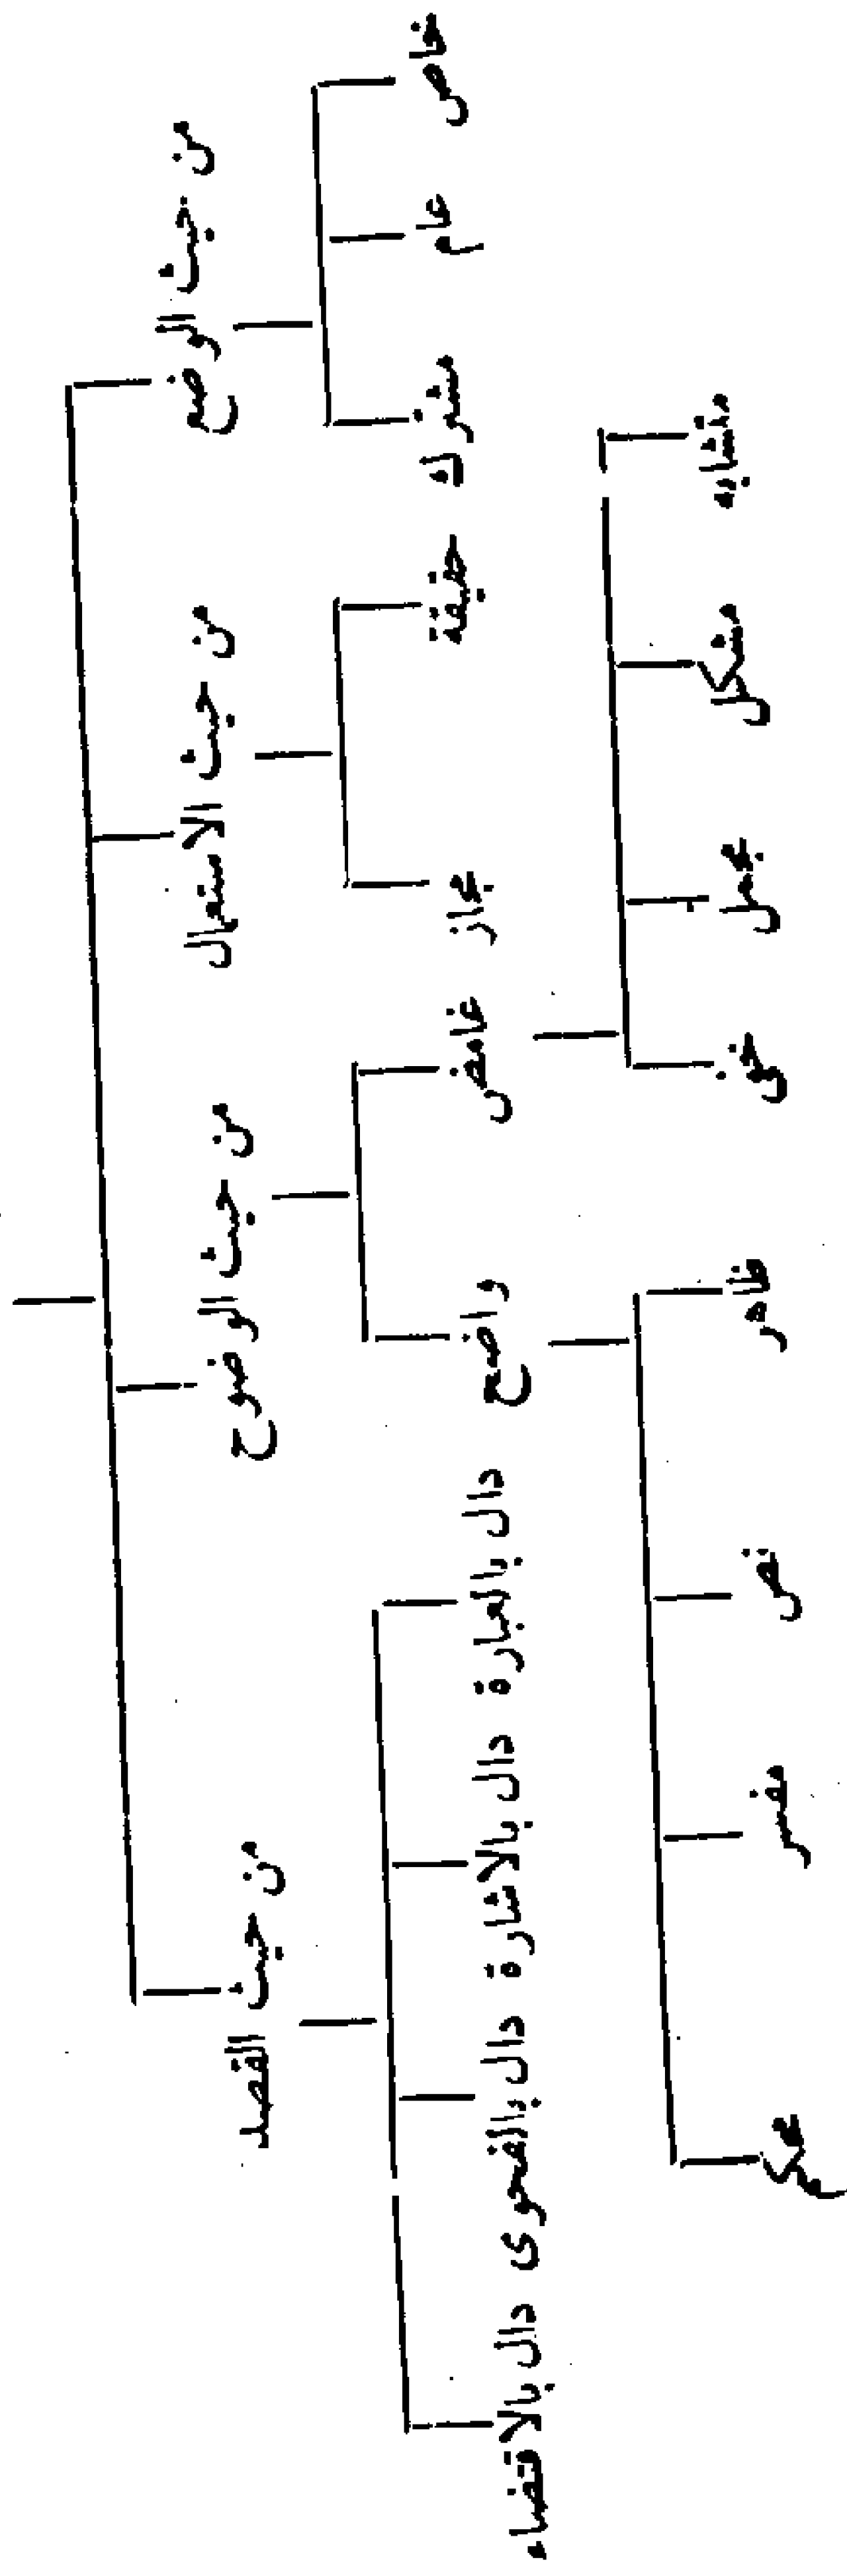 من حيث الوضع
من حيث الاستعمال
من حيث الوضوح
من حيث القصد
خاص
عام
مشترك
حقيقة
مجاز
غامض
واضح
دال بالعبارة
دال بالاشارة
دال بالفحوى
دال بالاقتضاء
متشابه
مشكل
مجمل
خفي
ظاهر
نص
مفسر
محكم